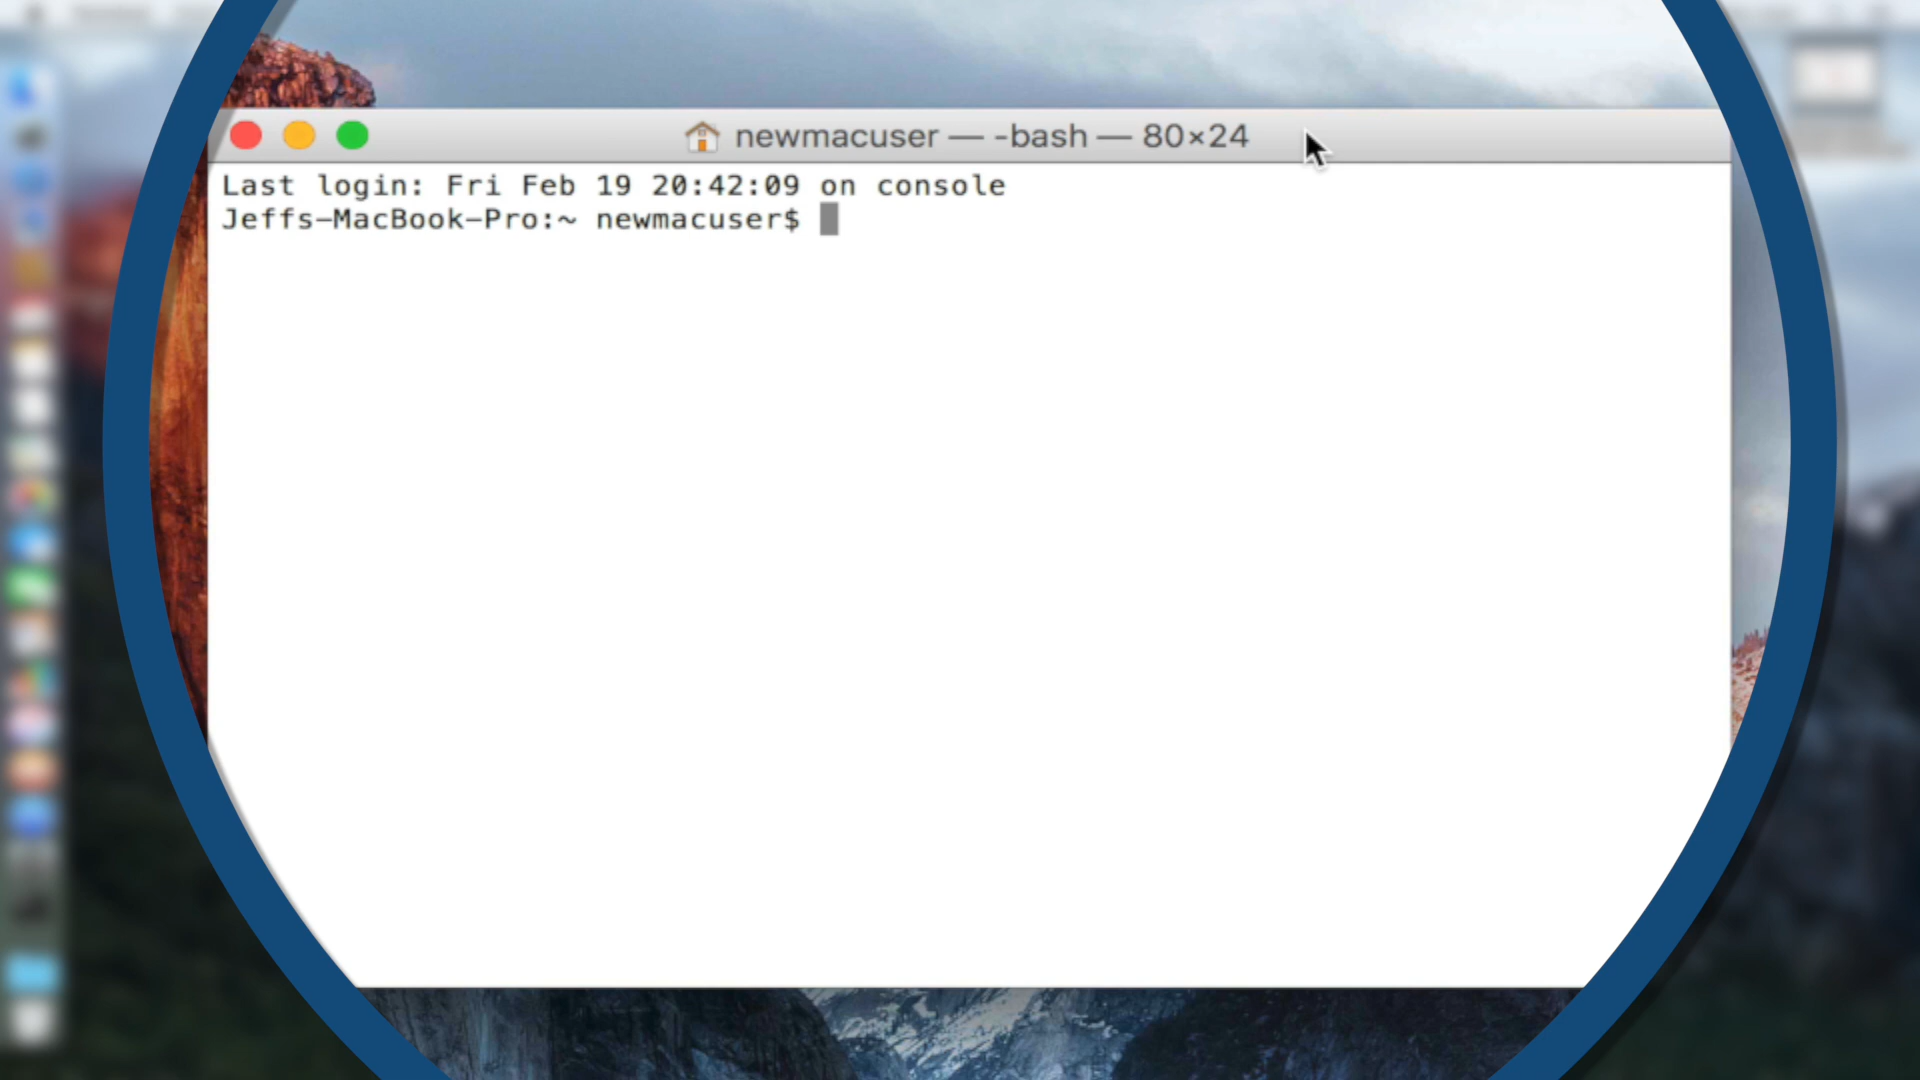 newmacuser — -bash — 80×24
Last login: Fri Feb 19 20:42:09 on console
Jeffs-MacBook-Pro:~ newmacuser$